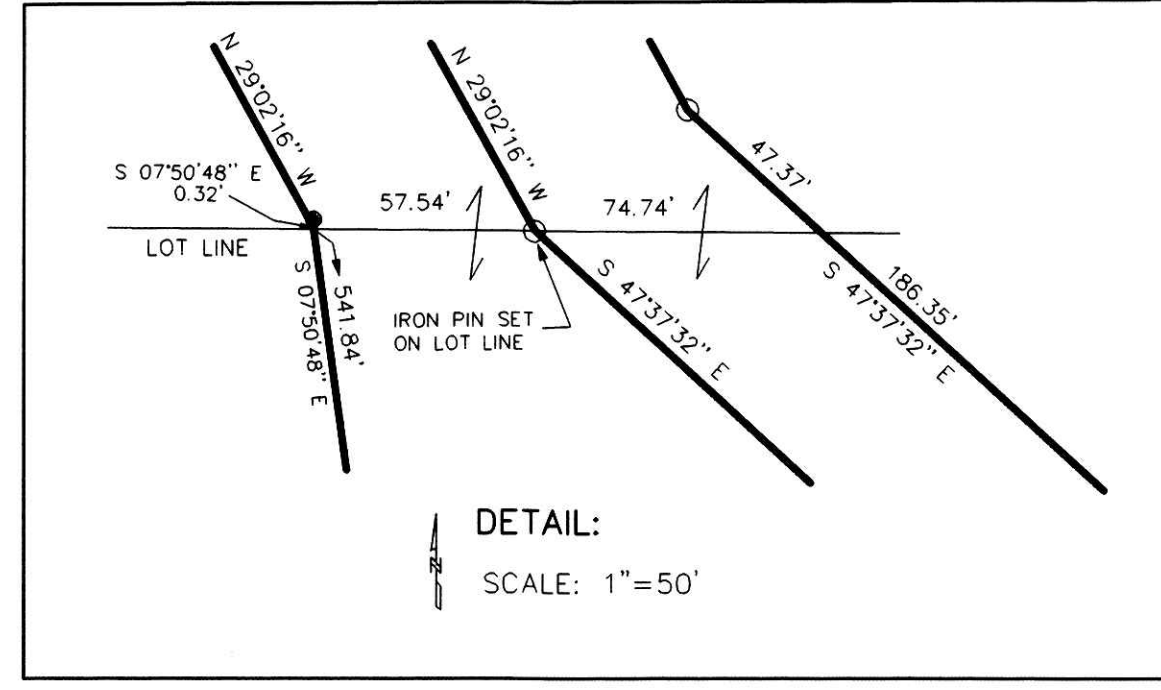 N 29°02'16" W
N 29°02'16" W
47.37'
S 07°50'48" E
0.32'
57.54'
74.74'
LOT LINE
S 07°50'48" E
541.84'
IRON PIN SET
ON LOT LINE
S 47°37'32" E
186.35'
S 47°37'32" E
DETAIL:
N
SCALE: 1"=50'